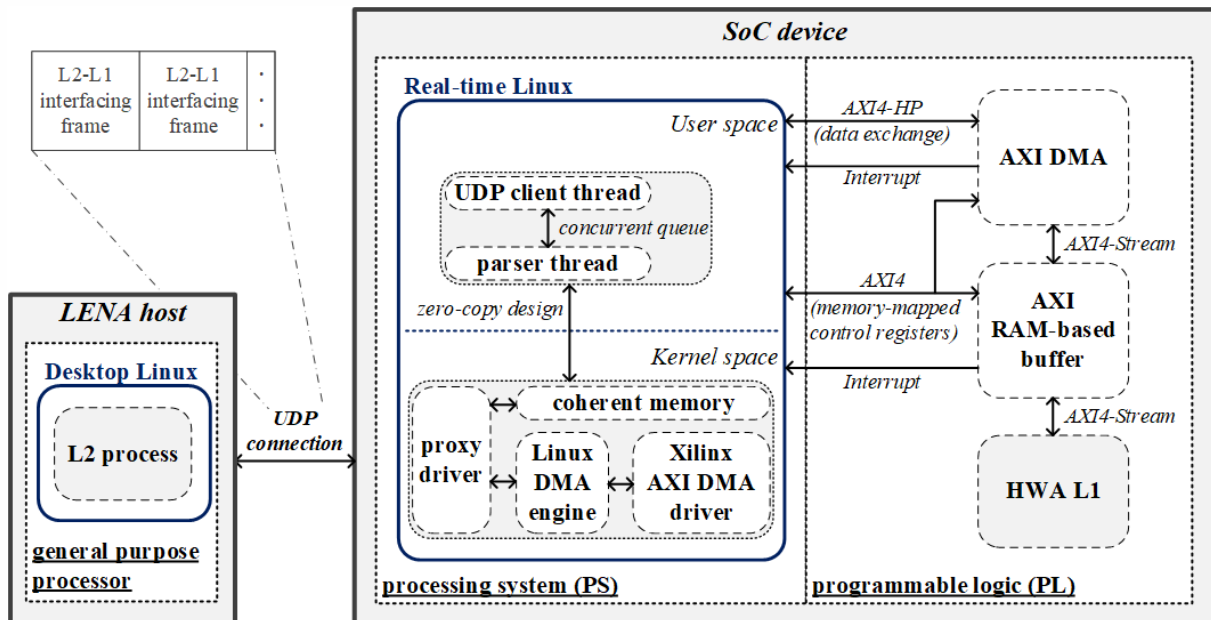 SoC device
L2-L1
interfacing
frame
L2-L1
interfacing
frame
Real-time Linux
User space
AXI4-HP
(data exchange)
AXI DMA
Interrupt
UDP client thread
concurrent queue
parser thread
AXI4-Stream
zero-copy design
AXI4
(memory-mapped
control registers)
AXI
RAM-based
buffer
LENA host
Desktop Linux
L2 process
general purpose
processor
UDP
connection
Kernel space
Interrupt
coherent memory
proxy
driver
Linux
DMA
engine
Xilinx
AXI DMA
driver
AXI4-Stream
HWA L1
processing system (PS)
programmable logic (PL)